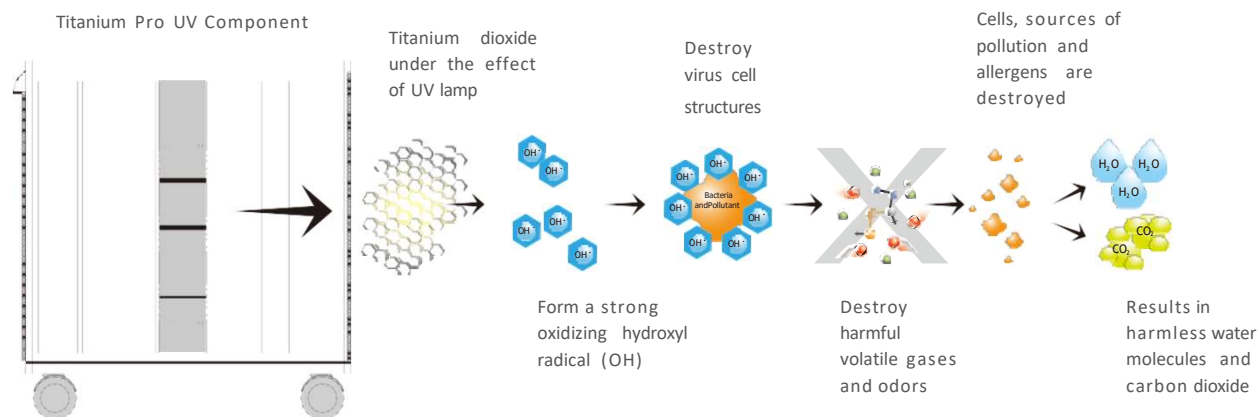 Titanium Pro UV Component
Titanium dioxide
under the effect
of UV lamp
Destroy
virus cell
structures
Cells, sources of
pollution and
allergens are
destroyed
OH·
OH·
OH·
OH·
OH·
OH·
OH·
OH·
OH·
OH·
OH·
OH·
OH·
Bacteria
andPollutant
H₂O
H₂O
H₂O
CO₂
CO₂
Form a strong
oxidizing hydroxyl
radical (OH)
Destroy
harmful
volatile gases
and odors
Results in
harmless water
molecules and
carbon dioxide